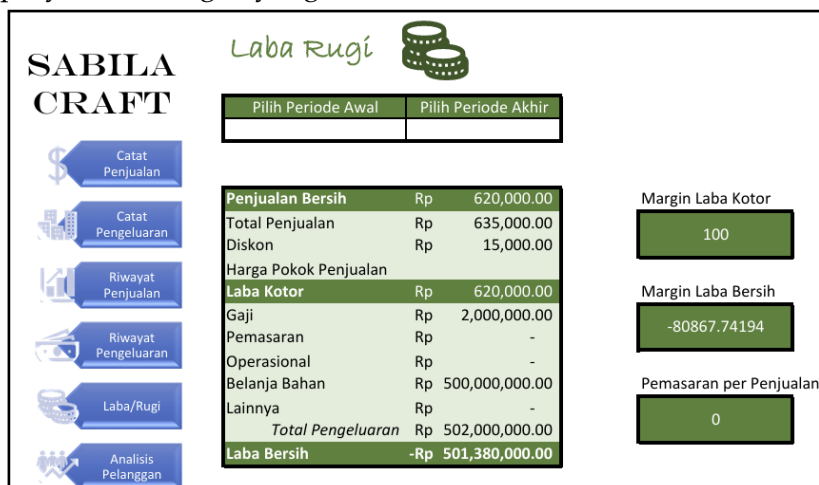 SABILA
CRAFT
Laba Rugi
Pilih Periode Awal Pilih Periode Akhir
Catat
Penjualan
Catat
Pengeluaran
Riwayat
Penjualan
Riwayat
Pengeluaran
Laba/Rugi
Analisis
Pelanggan
Penjualan Bersih Rp 620,000.00
Total Penjualan Rp 635,000.00
Diskon Rp 15,000.00
Harga Pokok Penjualan
Laba Kotor Rp 620,000.00
Gaji Rp 2,000,000.00
Pemasaran Rp -
Operasional Rp -
Belanja Bahan Rp 500,000,000.00
Lainnya Rp -
Total Pengeluaran Rp 502,000,000.00
Laba Bersih -Rp 501,380,000.00
Margin Laba Kotor
100
Margin Laba Bersih
-80867.74194
Pemasaran per Penjualan
0